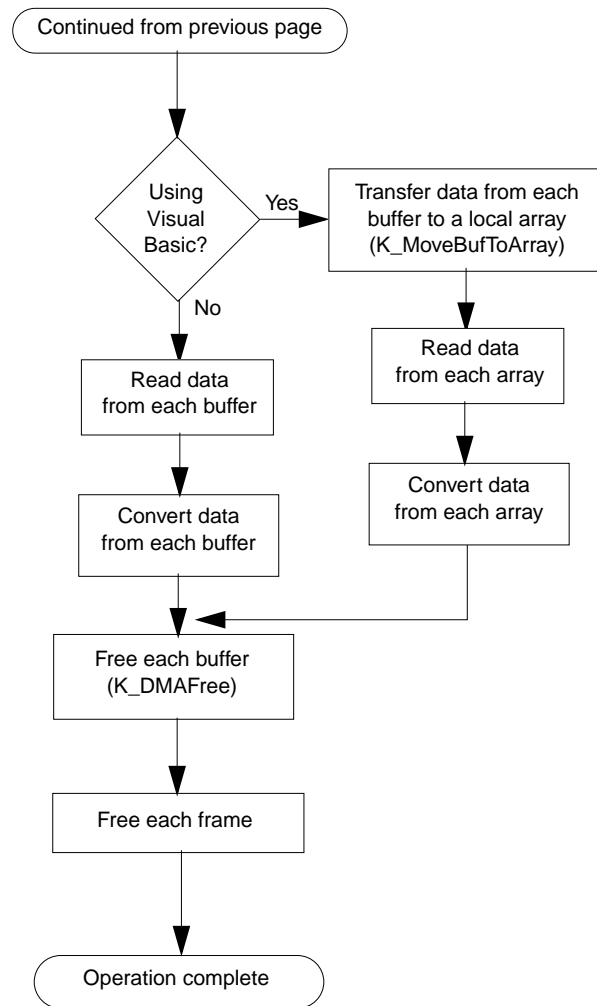 Continued from previous page
Using
Visual
Basic?
Yes
Transfer data from each
buffer to a local array
(K_MoveBufToArray)
No
Read data
from each array
Read data
from each buffer
Convert data
from each array
Convert data
from each buffer
Free each buffer
(K_DMAFree)
Free each frame
Operation complete